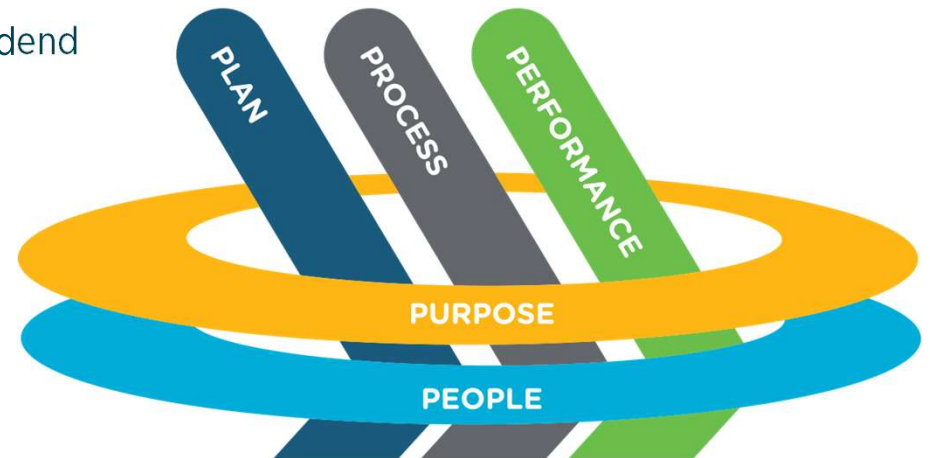 dend
PLAN
PROCESS
PERFORMANCE
PURPOSE
PEOPLE